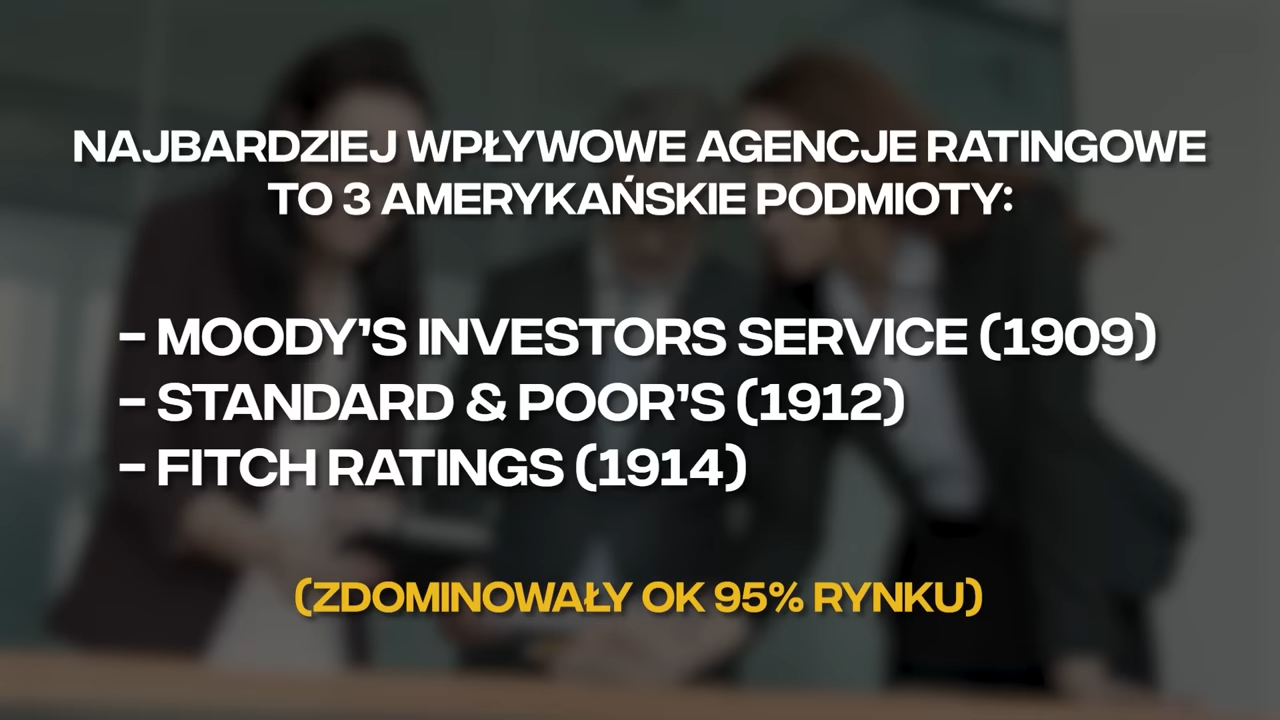 NAJBARDZIEJ WPŁYWOWE AGENCJE RATINGOWE
TO 3 AMERYKAŃSKIE PODMIOTY:
- MOODY'S INVESTORS SERVICE (1909)
- STANDARD & POOR'S (1912)
- FITCH RATINGS (1914)
(ZDOMINOWAŁY OK 95% RYNKU)